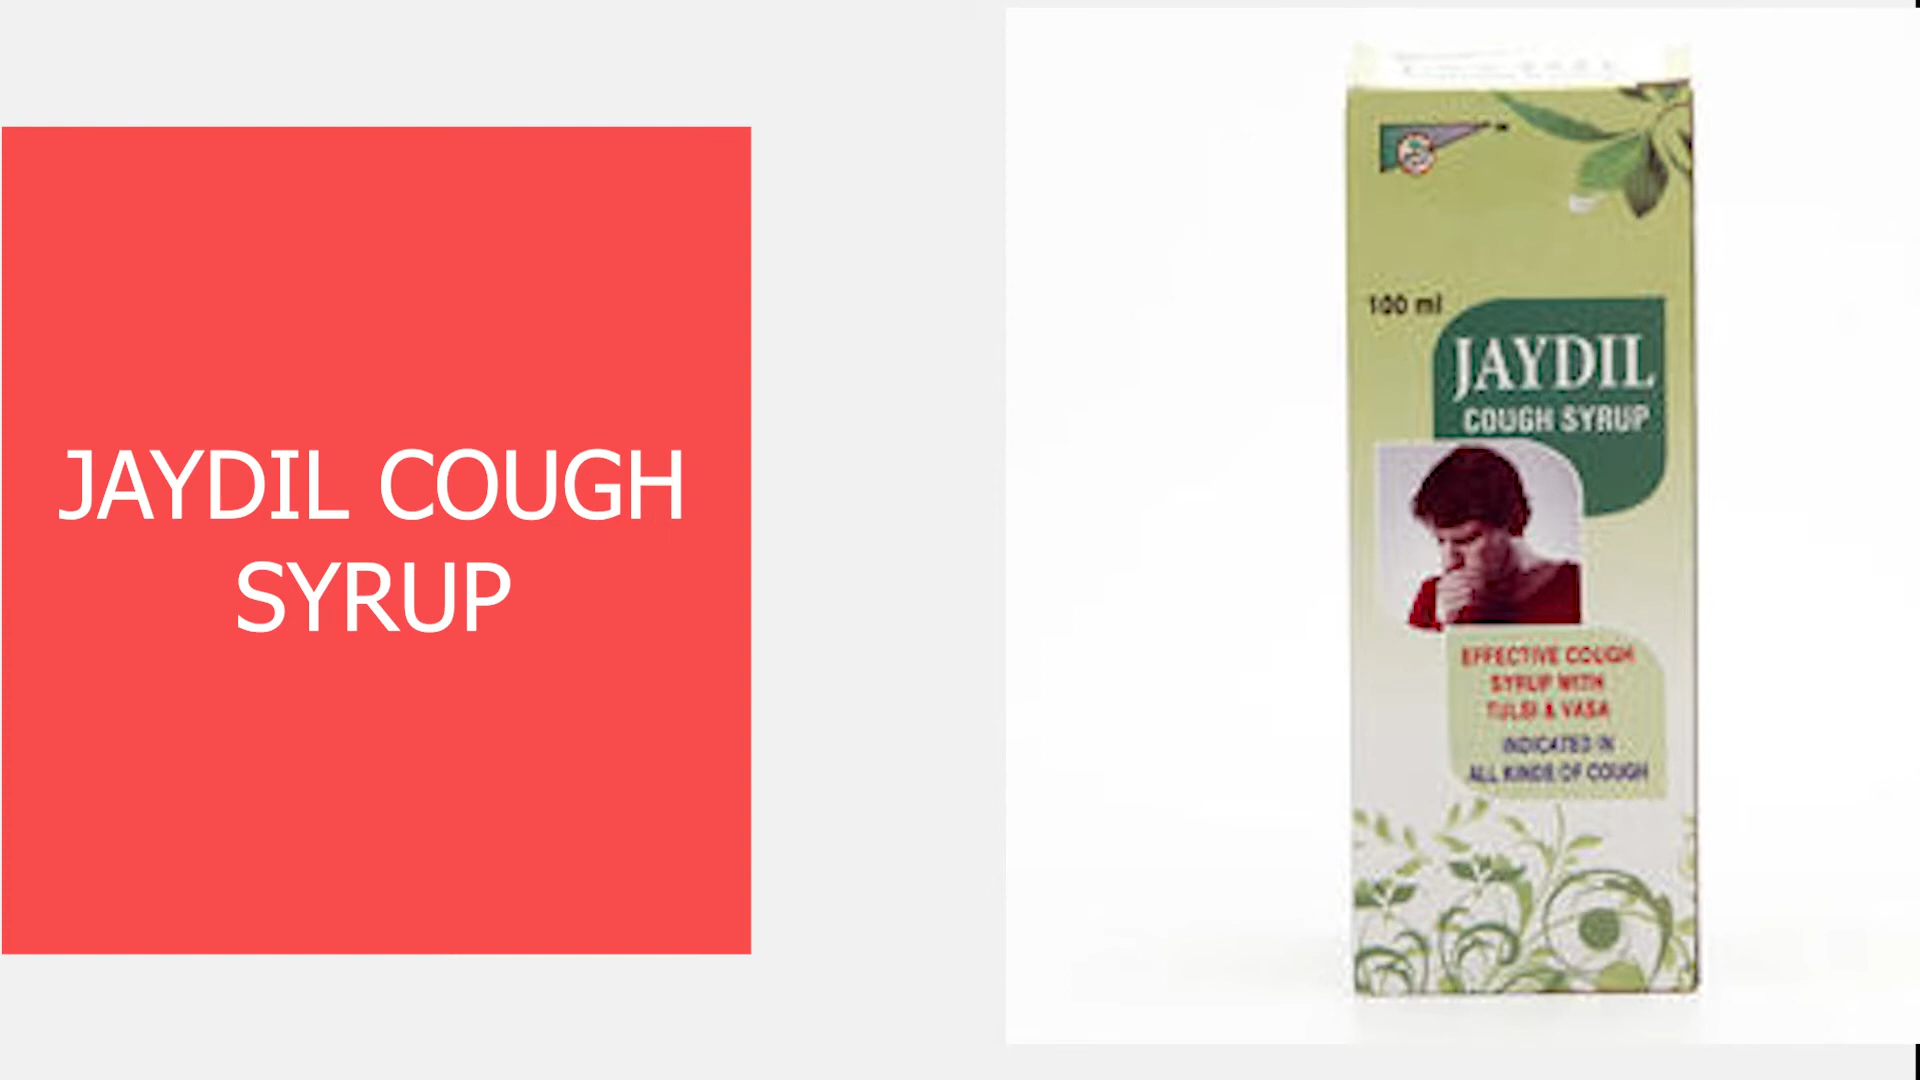 JAYDIL COUGH
SYRUP
100 ml
JAYDIL
COUGH SYRUP
EFFECTIVE COUGH
SYRUP WITH
TULSI & VASA
INDICATED IN
ALL KINDS OF COUGH